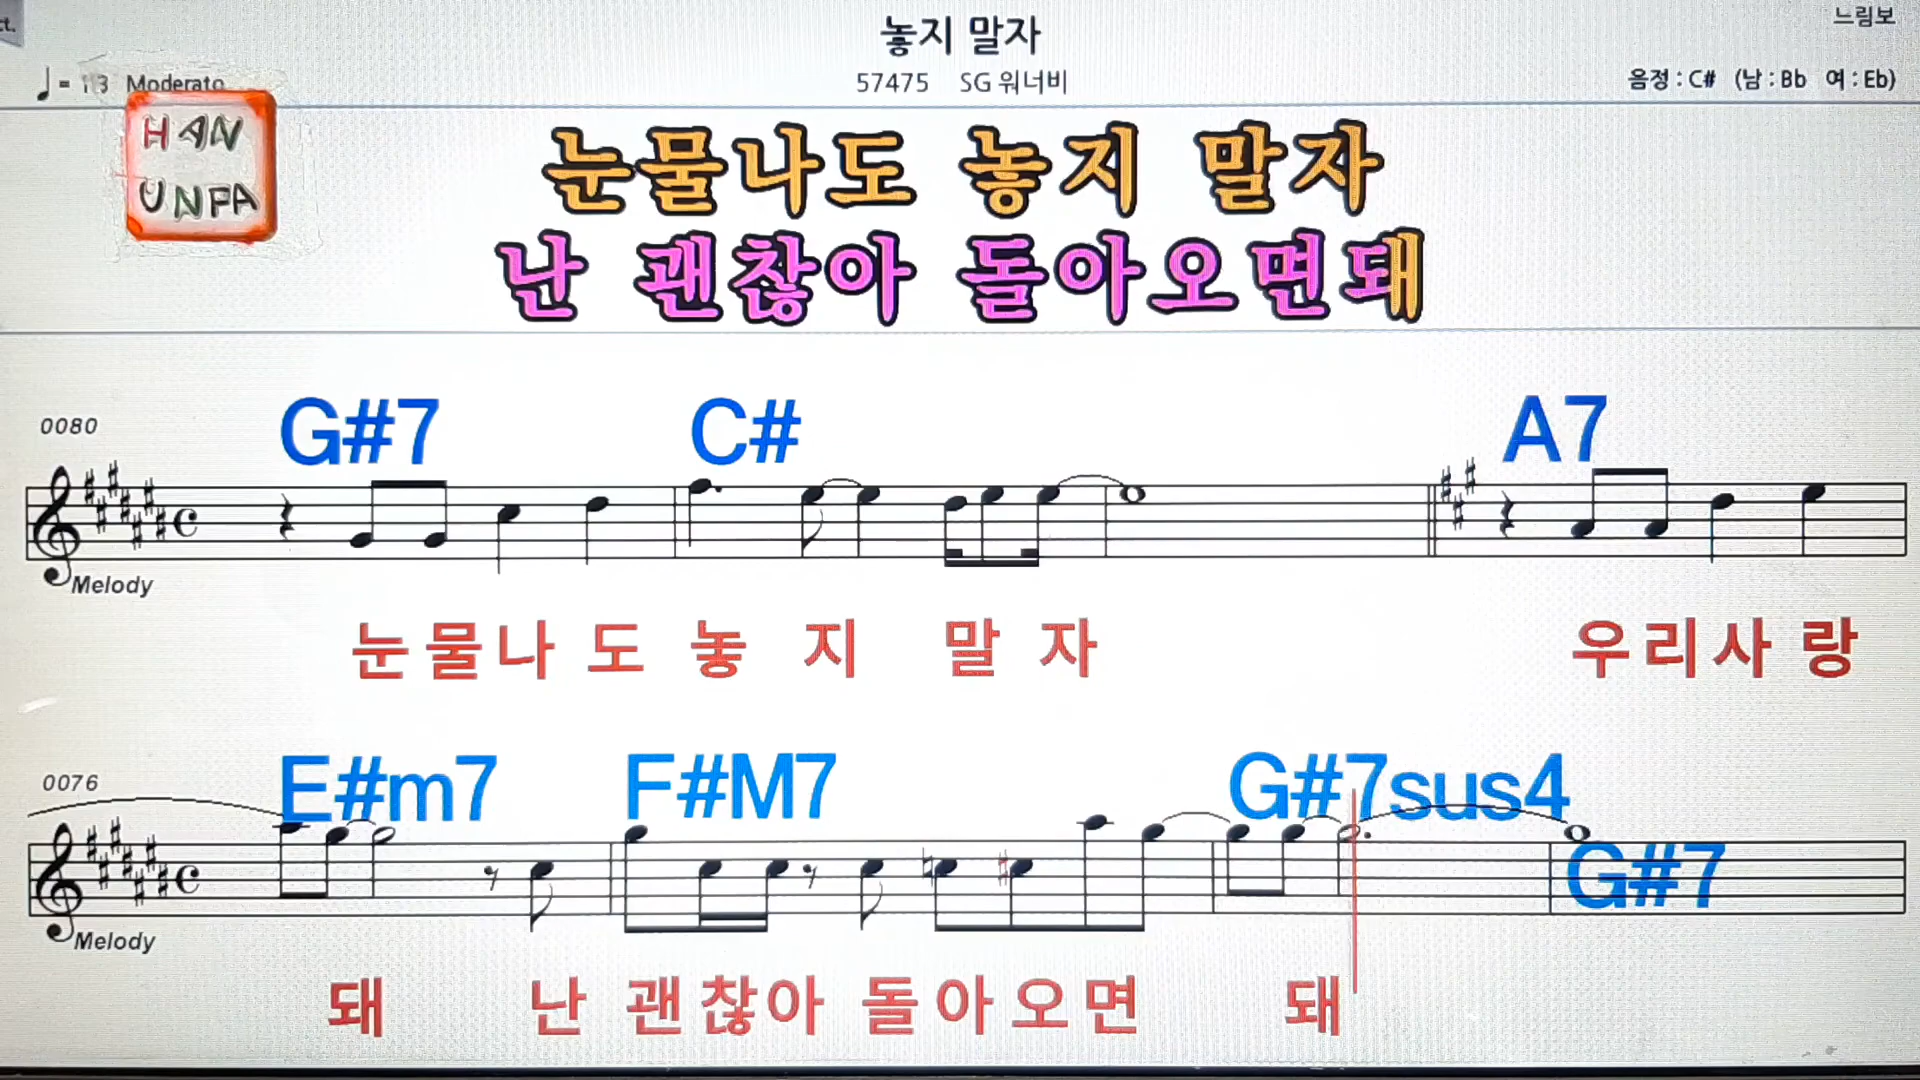 놓지 말자
느림보
Moderato
57475 SG 워너비
음정 : C# (남 : Bb 여 : Eb)
HAN
UNPA
눈물나도 놓지 말자
난 괜찮아 돌아오면돼
0080
G#7 C# A7
Melody
눈물나 도 놓 지 말 자 우리사 랑
0076
E#m7 F#M7 G#7sus4
G#7
Melody
돼 난 괜찮아 돌아오면 돼